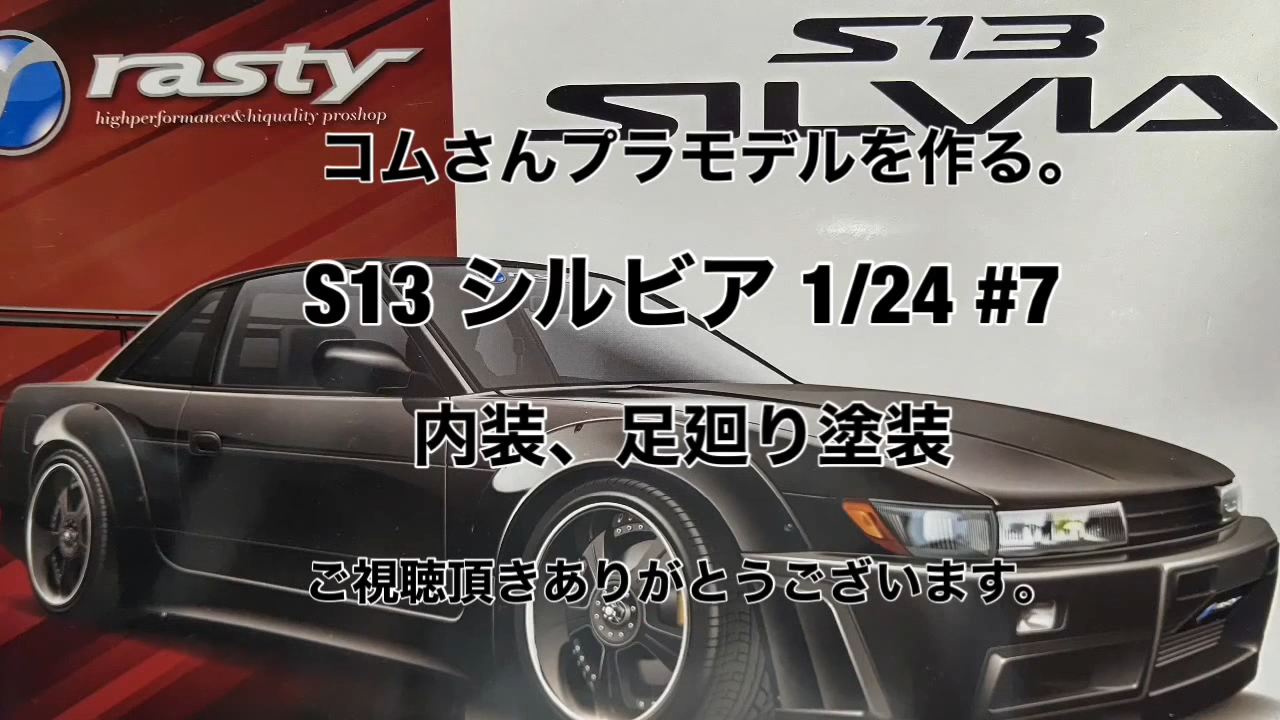 rasty
highperformance&hiquality proshop
S13
SILVIA
コムさんプラモデルを作る。
S13 シルビア 1/24 #7
内装、足廻り塗装
ご視聴頂きありがとうございます。